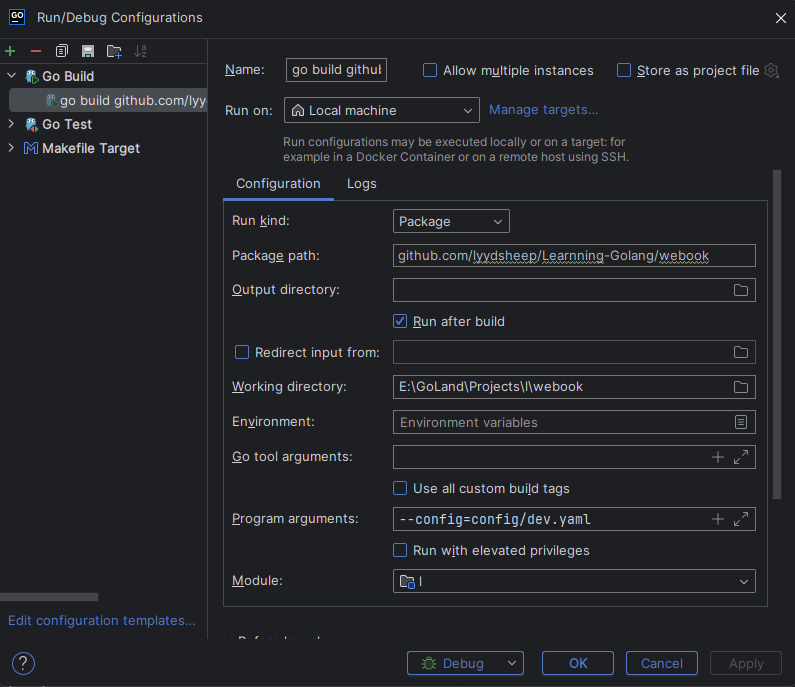 GO
Run/Debug Configurations
Go Build
go build github.com/lyy
Go Test
Makefile Target
Edit configuration templates...
Name:
go build github
Allow multiple instances
Store as project file
Run on:
Local machine
Manage targets...
Run configurations may be executed locally or on a target: for
example in a Docker Container or on a remote host using SSH.
Configuration
Logs
Run kind:
Package
Package path:
github.com/lyydsheep/Learnning-Golang/webook
Output directory:
Run after build
Redirect input from:
Working directory:
E:\GoLand\Projects\l\webook
Environment:
Environment variables
Go tool arguments:
Use all custom build tags
Program arguments:
--config=config/dev.yaml
Run with elevated privileges
Module:
l
?
Debug
OK
Cancel
Apply